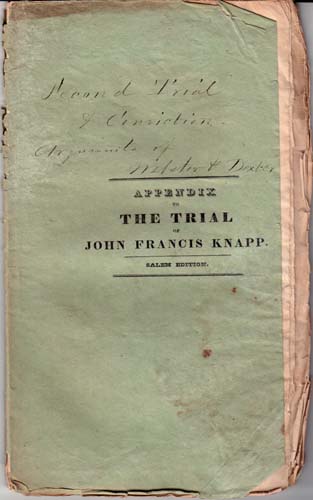 Second Trial
& Conviction.
Arguments of
Webster & Dexter
APPENDIX
TO
THE TRIAL
OF
JOHN FRANCIS KNAPP.
SALEM EDITION.